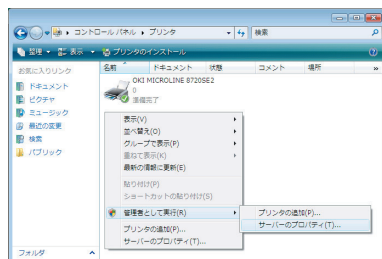 コントロール パネル ▸ プリンタ
検索
整理
表示
プリンタのインストール
お気に入りリンク
ドキュメント
ピクチャ
ミュージック
最近の変更
検索
パブリック
フォルダ
名前 ドキュメント 状態 コメント 場所
OKI MICROLINE 8720SE2
0
準備完了
表示(V)
並べ替え(O)
グループで表示(P)
重ねて表示(K)
最新の情報に更新(E)
貼り付け(P)
ショートカットの貼り付け(S)
管理者として実行(R)
プリンタの追加(P)...
サーバーのプロパティ(T)...
プリンタの追加(P)...
サーバーのプロパティ(T)...